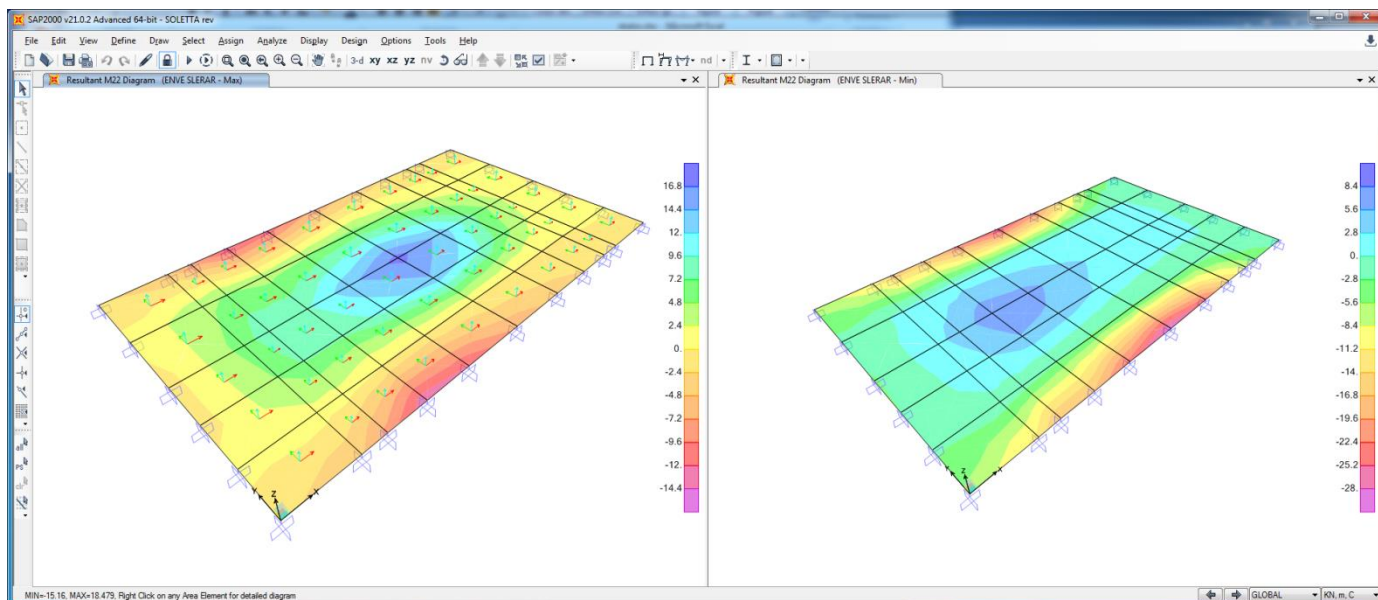 SAP2000 v21.0.2 Advanced 64-bit - SOLETTA rev
File Edit View Define Draw Select Assign Analyze Display Design Options Tools Help
3-d xy xz yz nv nd
Resultant M22 Diagram (ENVE SLERAR - Max)
Resultant M22 Diagram (ENVE SLERAR - Min)
16.8
14.4
12.
9.6
7.2
4.8
2.4
0.
-2.4
-4.8
-7.2
-9.6
-12.
-14.4
Y Z X
8.4
5.6
2.8
0.
-2.8
-5.6
-8.4
-11.2
-14.
-16.8
-19.6
-22.4
-25.2
-28.
Y Z X
all
PS
clr
MIN=-15.16, MAX=18.479, Right Click on any Area Element for detailed diagram
GLOBAL
KN, m, C